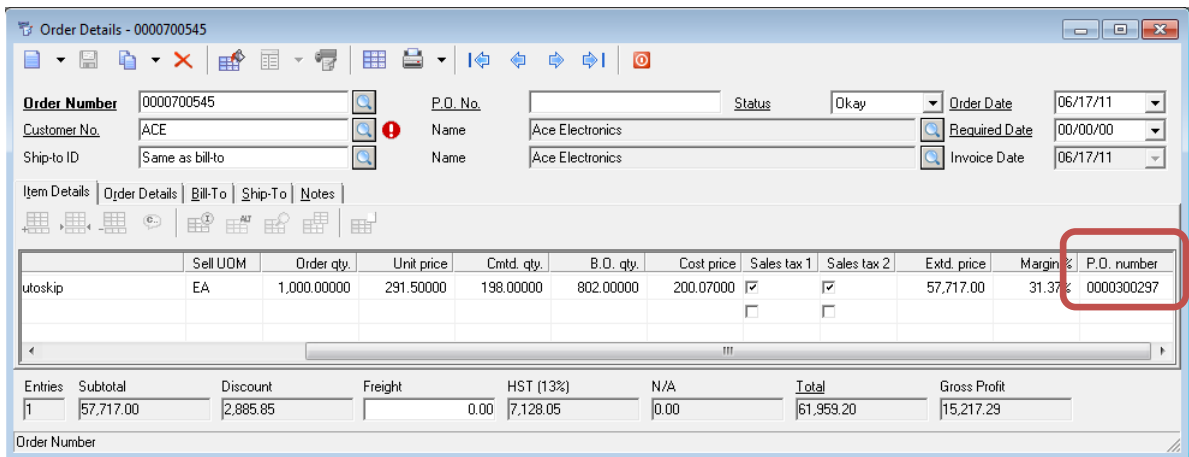 Order Details - 0000700545
Order Number 0000700545 P.O. No. Status Okay Order Date 06/17/11
Customer No. ACE Name Ace Electronics Required Date 00/00/00
Ship-to ID Same as bill-to Name Ace Electronics Invoice Date 06/17/11
Item Details Order Details Bill-To Ship-To Notes
C... ALT
Sell UOM Order qty. Unit price Cmtd. qty. B.O. qty. Cost price Sales tax 1 Sales tax 2 Extd. price Margin % P.O. number
utoskip EA 1,000.00000 291.50000 198.00000 802.00000 200.07000 57,717.00 31.37% 0000300297
Entries Subtotal Discount Freight HST (13%) N/A Total Gross Profit
1 57,717.00 2,885.85 0.00 7,128.05 0.00 61,959.20 15,217.29
Order Number